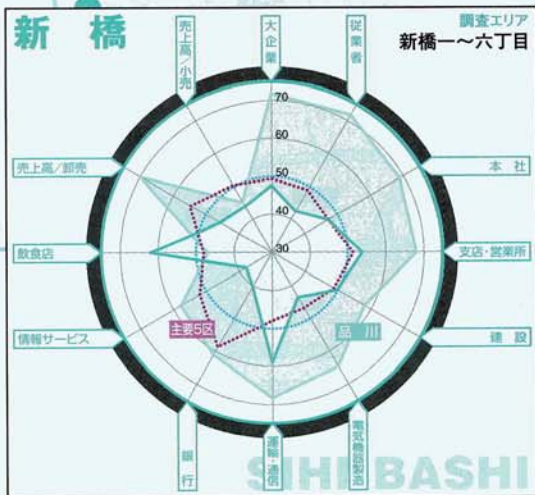 新橋
調査エリア
新橋一〜六丁目
売上高/小売
大企業
従業者
売上高/卸売
本社
飲食店
支店・営業所
情報サービス
建設
銀行
運輸・通信
電気機器製造
70
60
50
40
30
主要5区
品川
SIHLBASHI